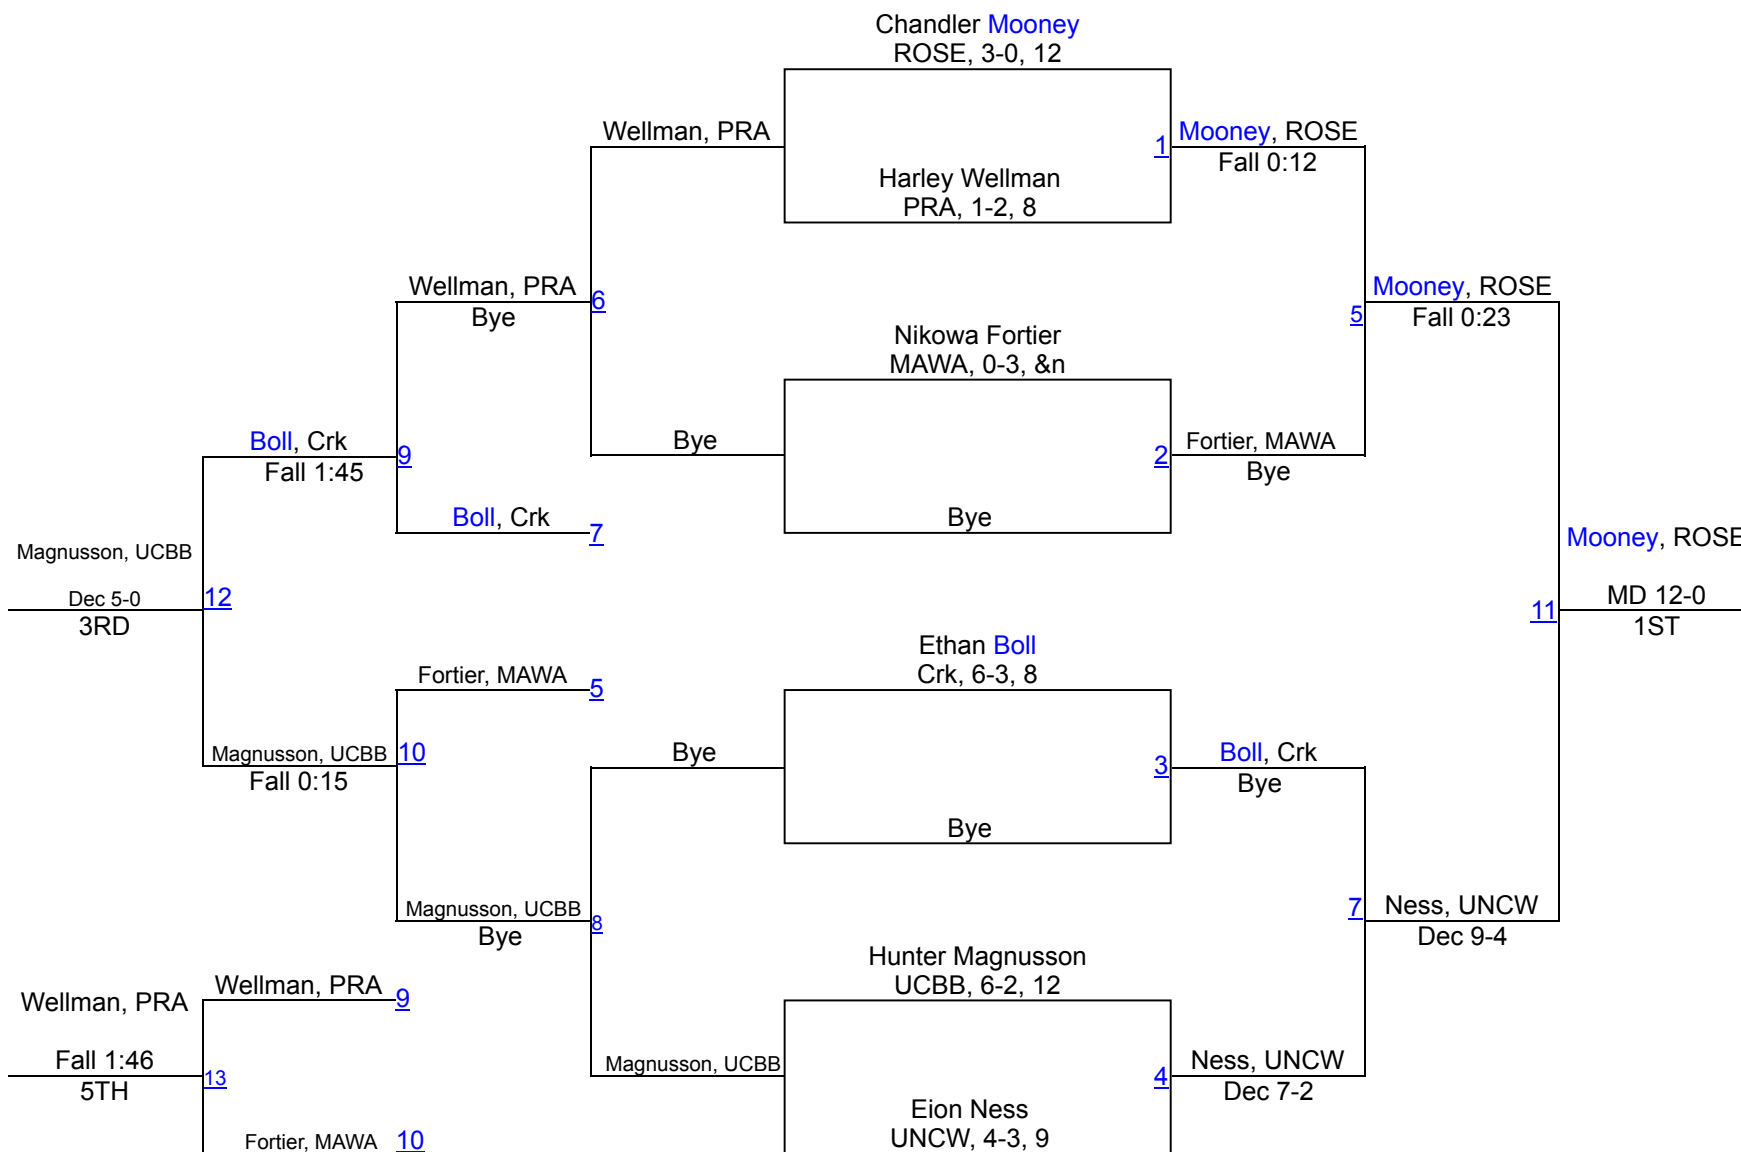 Chandler Mooney
ROSE, 3-0, 12
Wellman, PRA
1
Mooney, ROSE
Fall 0:12
Harley Wellman
PRA, 1-2, 8
Wellman, PRA
Bye
6
Mooney, ROSE
5
Fall 0:23
Nikowa Fortier
MAWA, 0-3, &n
Boll, Crk
Fall 1:45
9
Bye
2
Fortier, MAWA
Bye
Boll, Crk
7
Bye
Magnusson, UCBB
Dec 5-0
3RD
12
Mooney, ROSE
11
MD 12-0
1ST
Ethan Boll
Crk, 6-3, 8
Fortier, MAWA
5
Magnusson, UCBB
Fall 0:15
10
Bye
3
Boll, Crk
Bye
Bye
Magnusson, UCBB
Bye
8
7
Ness, UNCW
Dec 9-4
Hunter Magnusson
UCBB, 6-2, 12
Wellman, PRA
Wellman, PRA
9
Fall 1:46
5TH
13
Magnusson, UCBB
4
Ness, UNCW
Dec 7-2
Eion Ness
UNCW, 4-3, 9
Fortier, MAWA
10